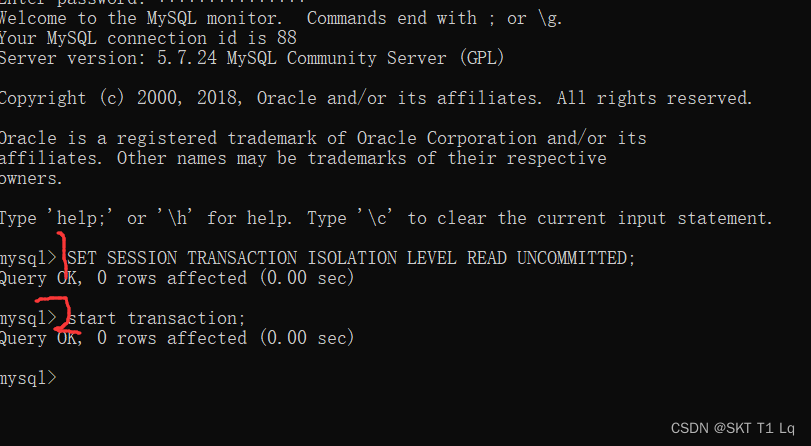 Enter password: ***************
Welcome to the MySQL monitor.  Commands end with ; or \g.
Your MySQL connection id is 88
Server version: 5.7.24 MySQL Community Server (GPL)
Copyright (c) 2000, 2018, Oracle and/or its affiliates. All rights reserved.
Oracle is a registered trademark of Oracle Corporation and/or its
affiliates. Other names may be trademarks of their respective
owners.
Type 'help;' or '\h' for help. Type '\c' to clear the current input statement.
mysql> SET SESSION TRANSACTION ISOLATION LEVEL READ UNCOMMITTED;
Query OK, 0 rows affected (0.00 sec)
mysql> start transaction;
Query OK, 0 rows affected (0.00 sec)
mysql>
CSDN @SKT T1 Lq